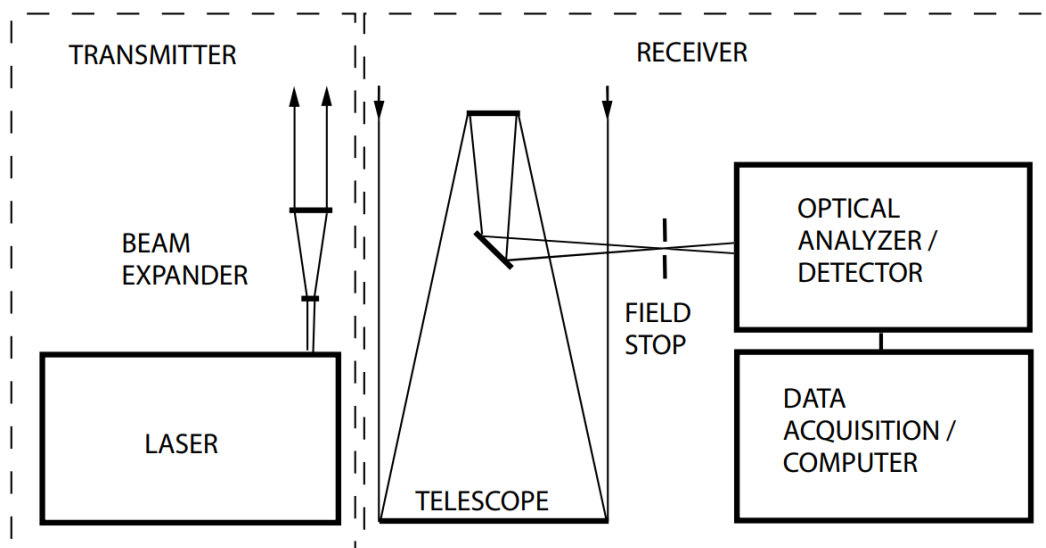 TRANSMITTER
BEAM
EXPANDER
LASER
RECEIVER
TELESCOPE
FIELD
STOP
OPTICAL
ANALYZER /
DETECTOR
DATA
ACQUISITION /
COMPUTER